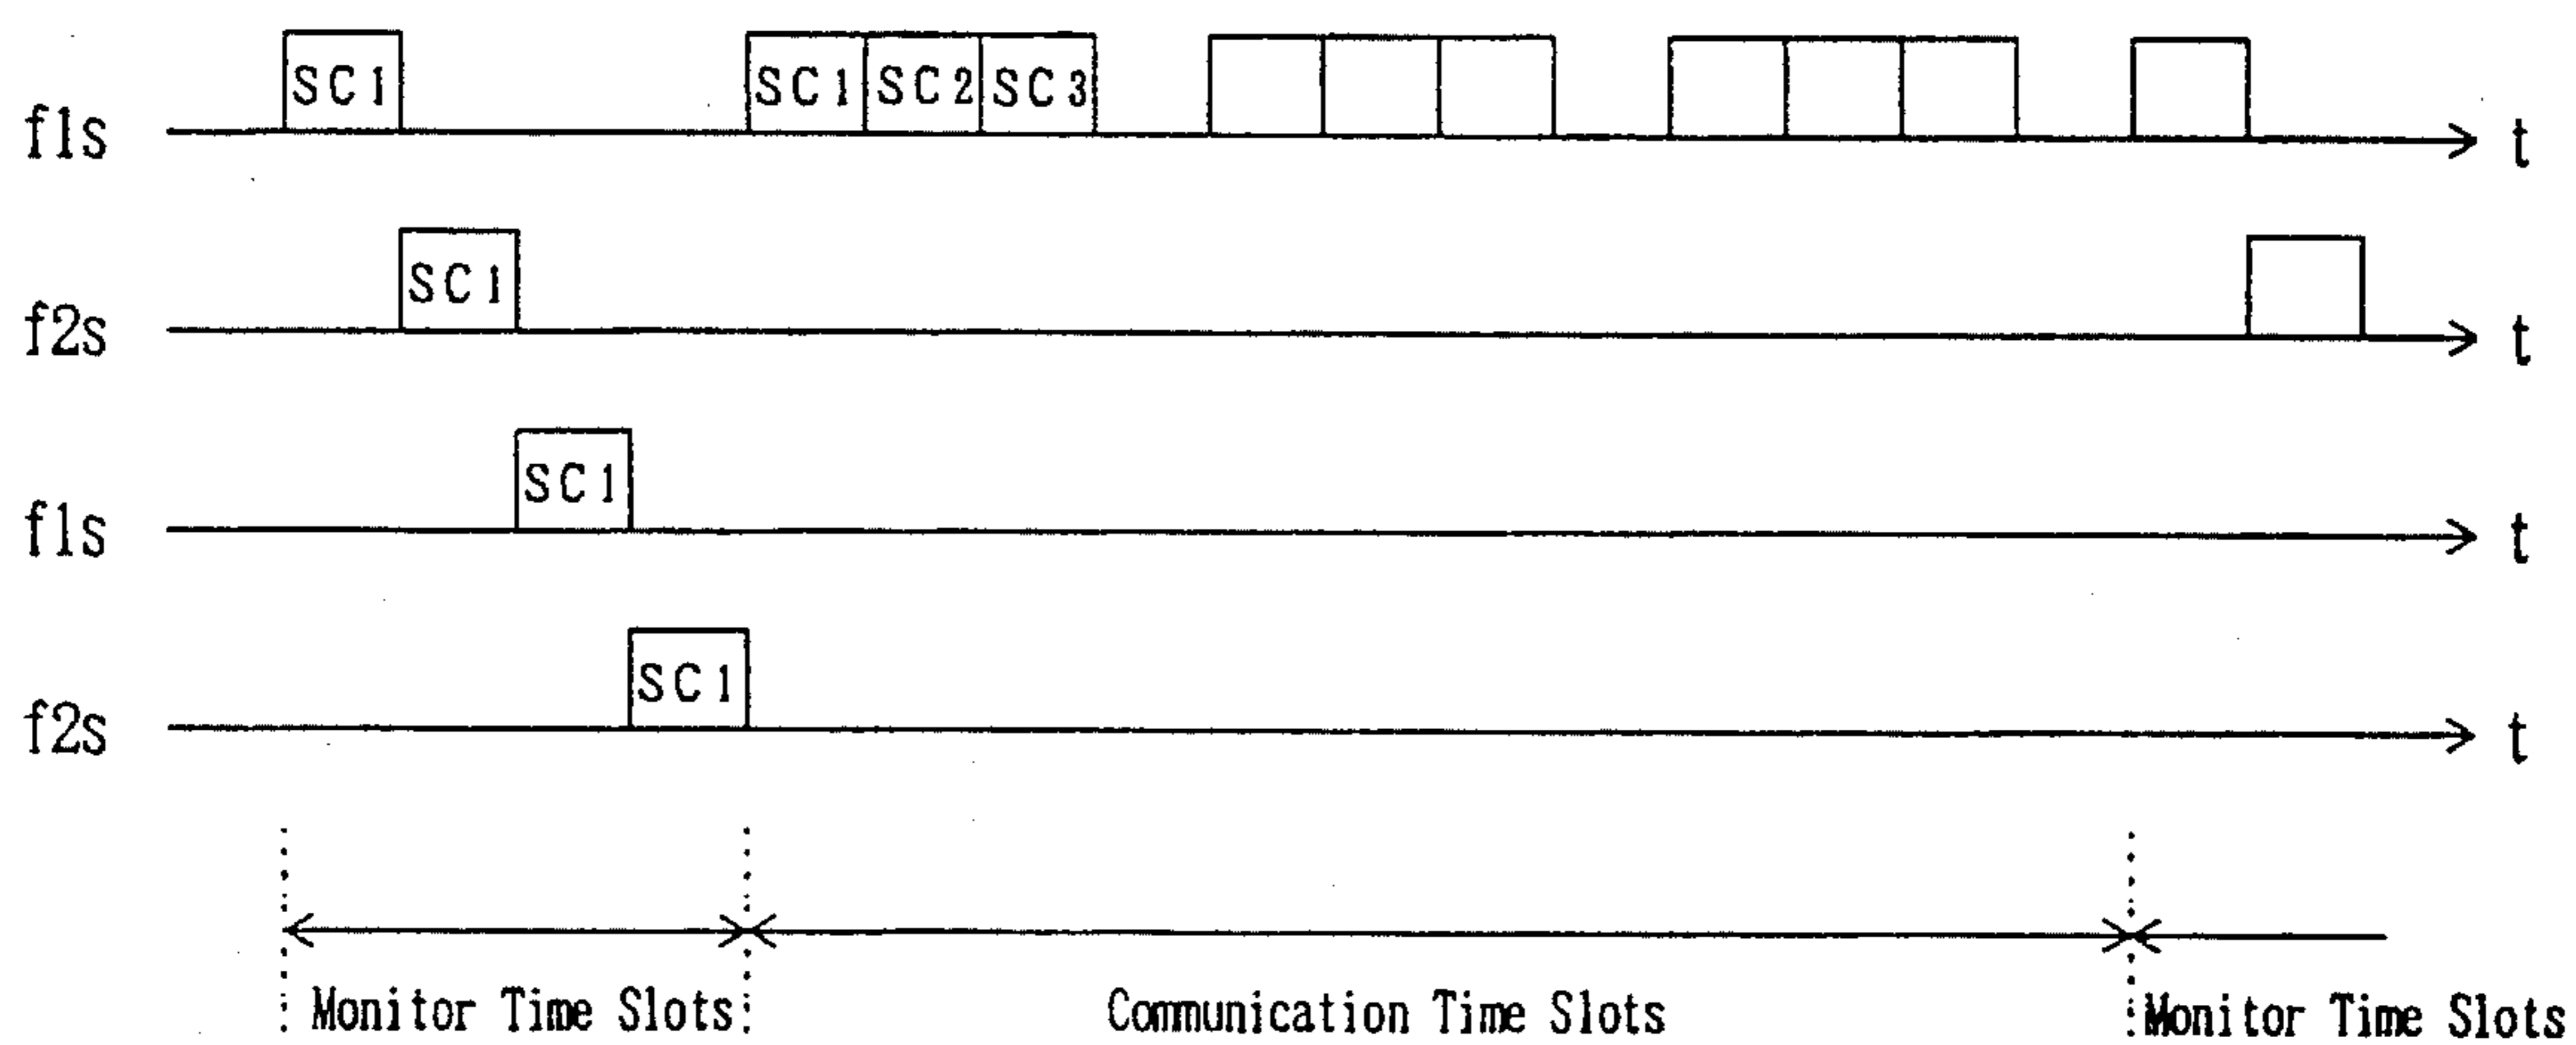 SC1 SC1 SC2 SC3
f1s t
SC1
f2s t
SC1
f1s t
SC1
f2s t
Monitor Time Slots Communication Time Slots Monitor Time Slots